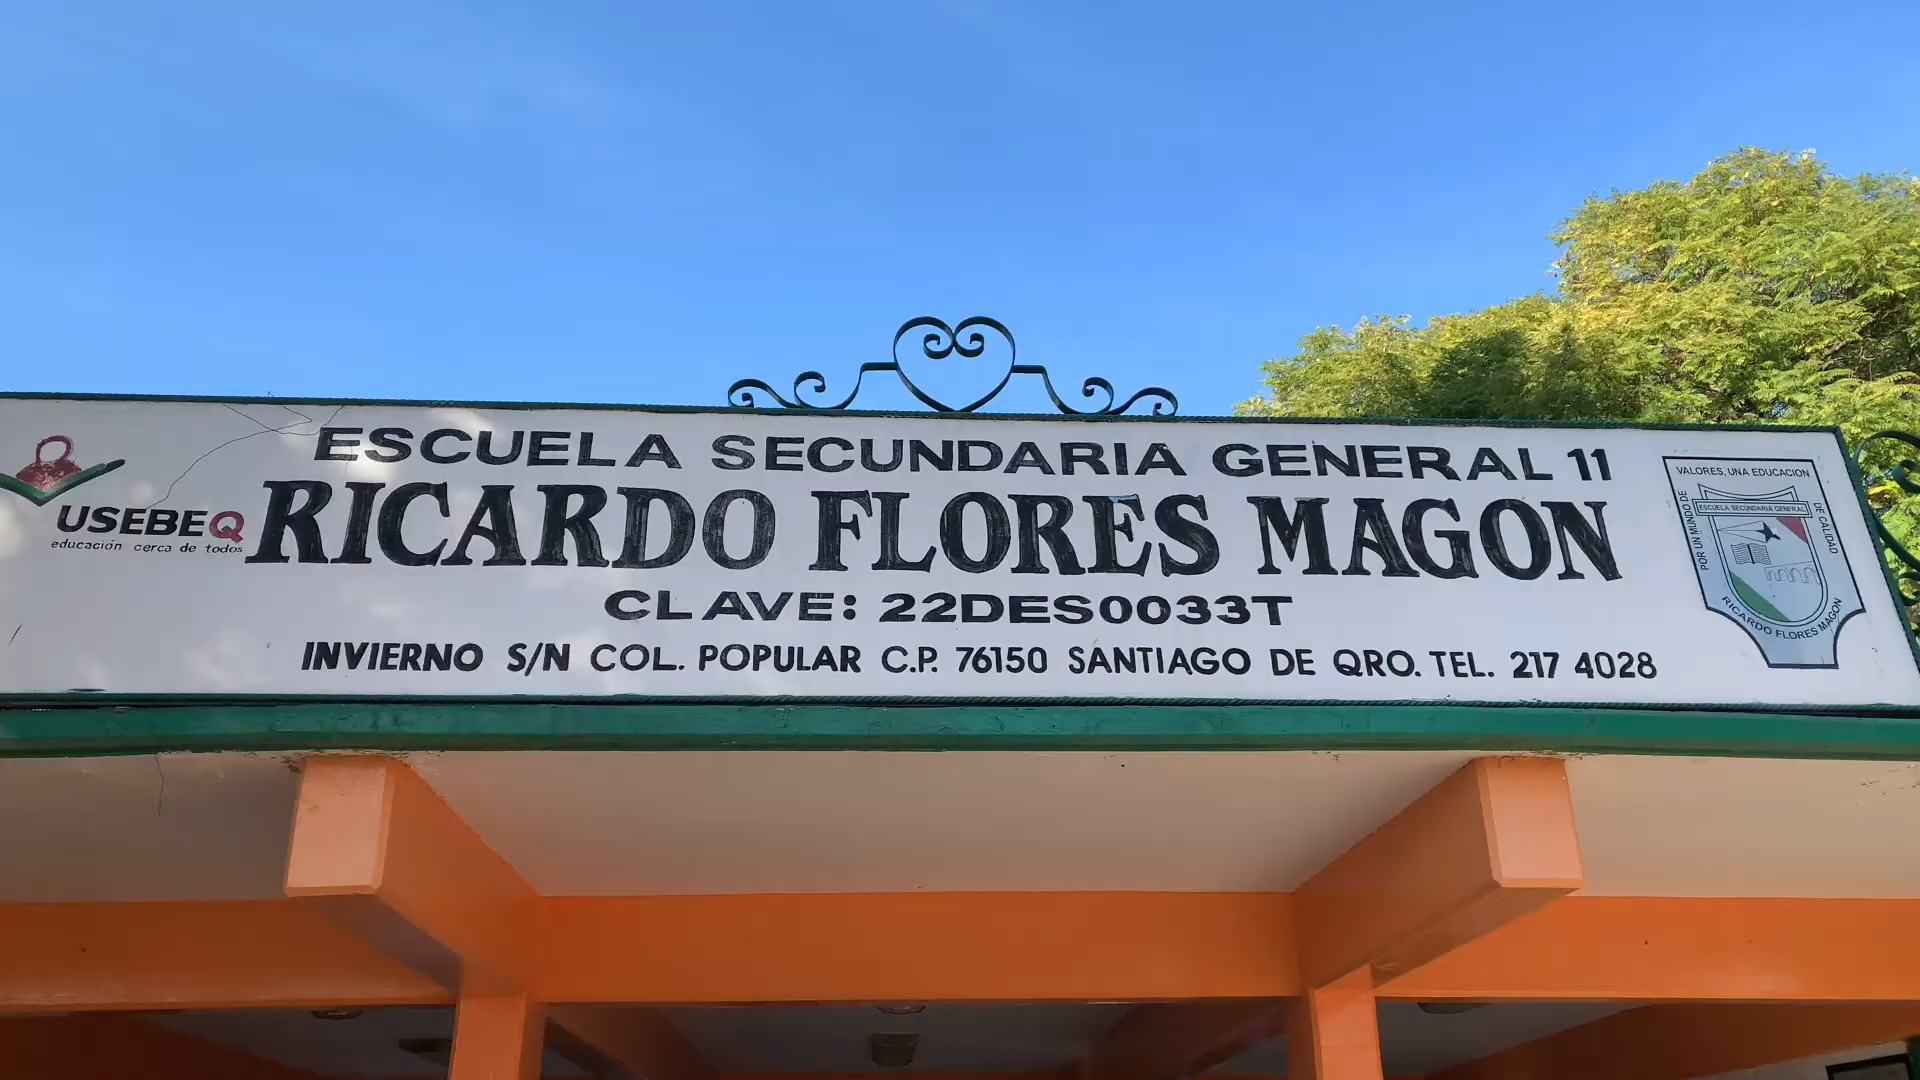 ESCUELA SECUNDARIA GENERAL 11
RICARDO FLORES MAGON
CLAVE: 22DES0033T
INVIERNO S/N COL. POPULAR C.P. 76150 SANTIAGO DE QRO. TEL. 217 4028
USEBEQ
educación cerca de todos
POR UN MUNDO DE
VALORES, UNA EDUCACION
DE CALIDAD
ESCUELA SECUNDARIA GENERAL
RICARDO FLORES MAGON